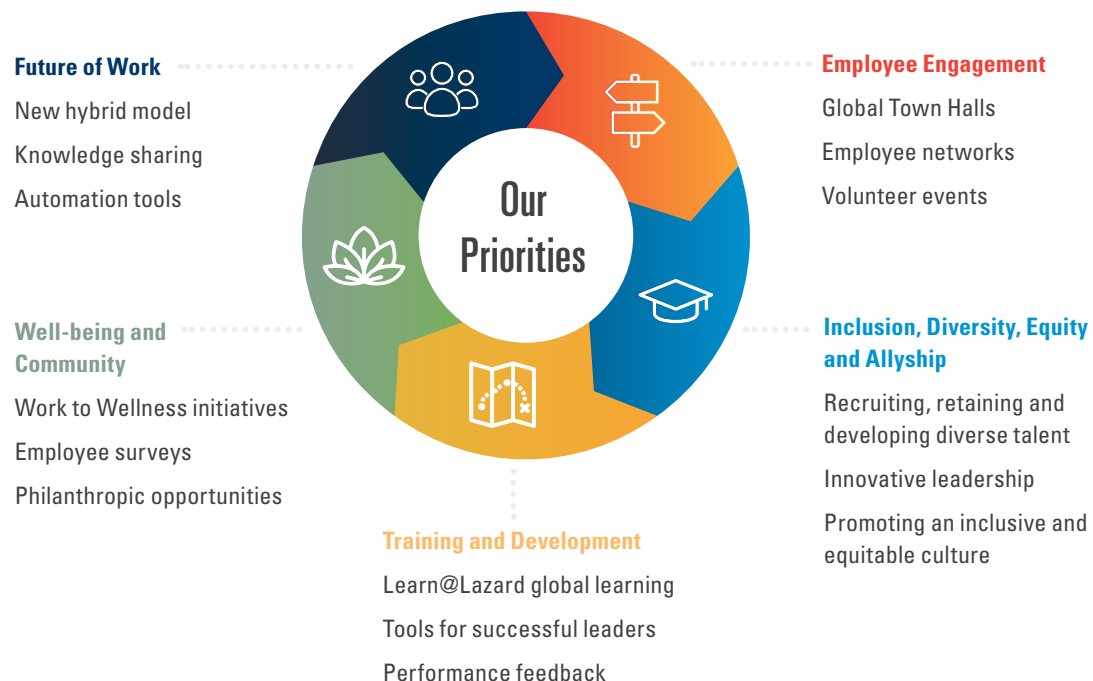 Our
Priorities
Future of Work
New hybrid model
Knowledge sharing
Automation tools
Employee Engagement
Global Town Halls
Employee networks
Volunteer events
Well-being and
Community
Work to Wellness initiatives
Employee surveys
Philanthropic opportunities
Inclusion, Diversity, Equity
and Allyship
Recruiting, retaining and
developing diverse talent
Innovative leadership
Promoting an inclusive and
equitable culture
Training and Development
Learn@Lazard global learning
Tools for successful leaders
Performance feedback